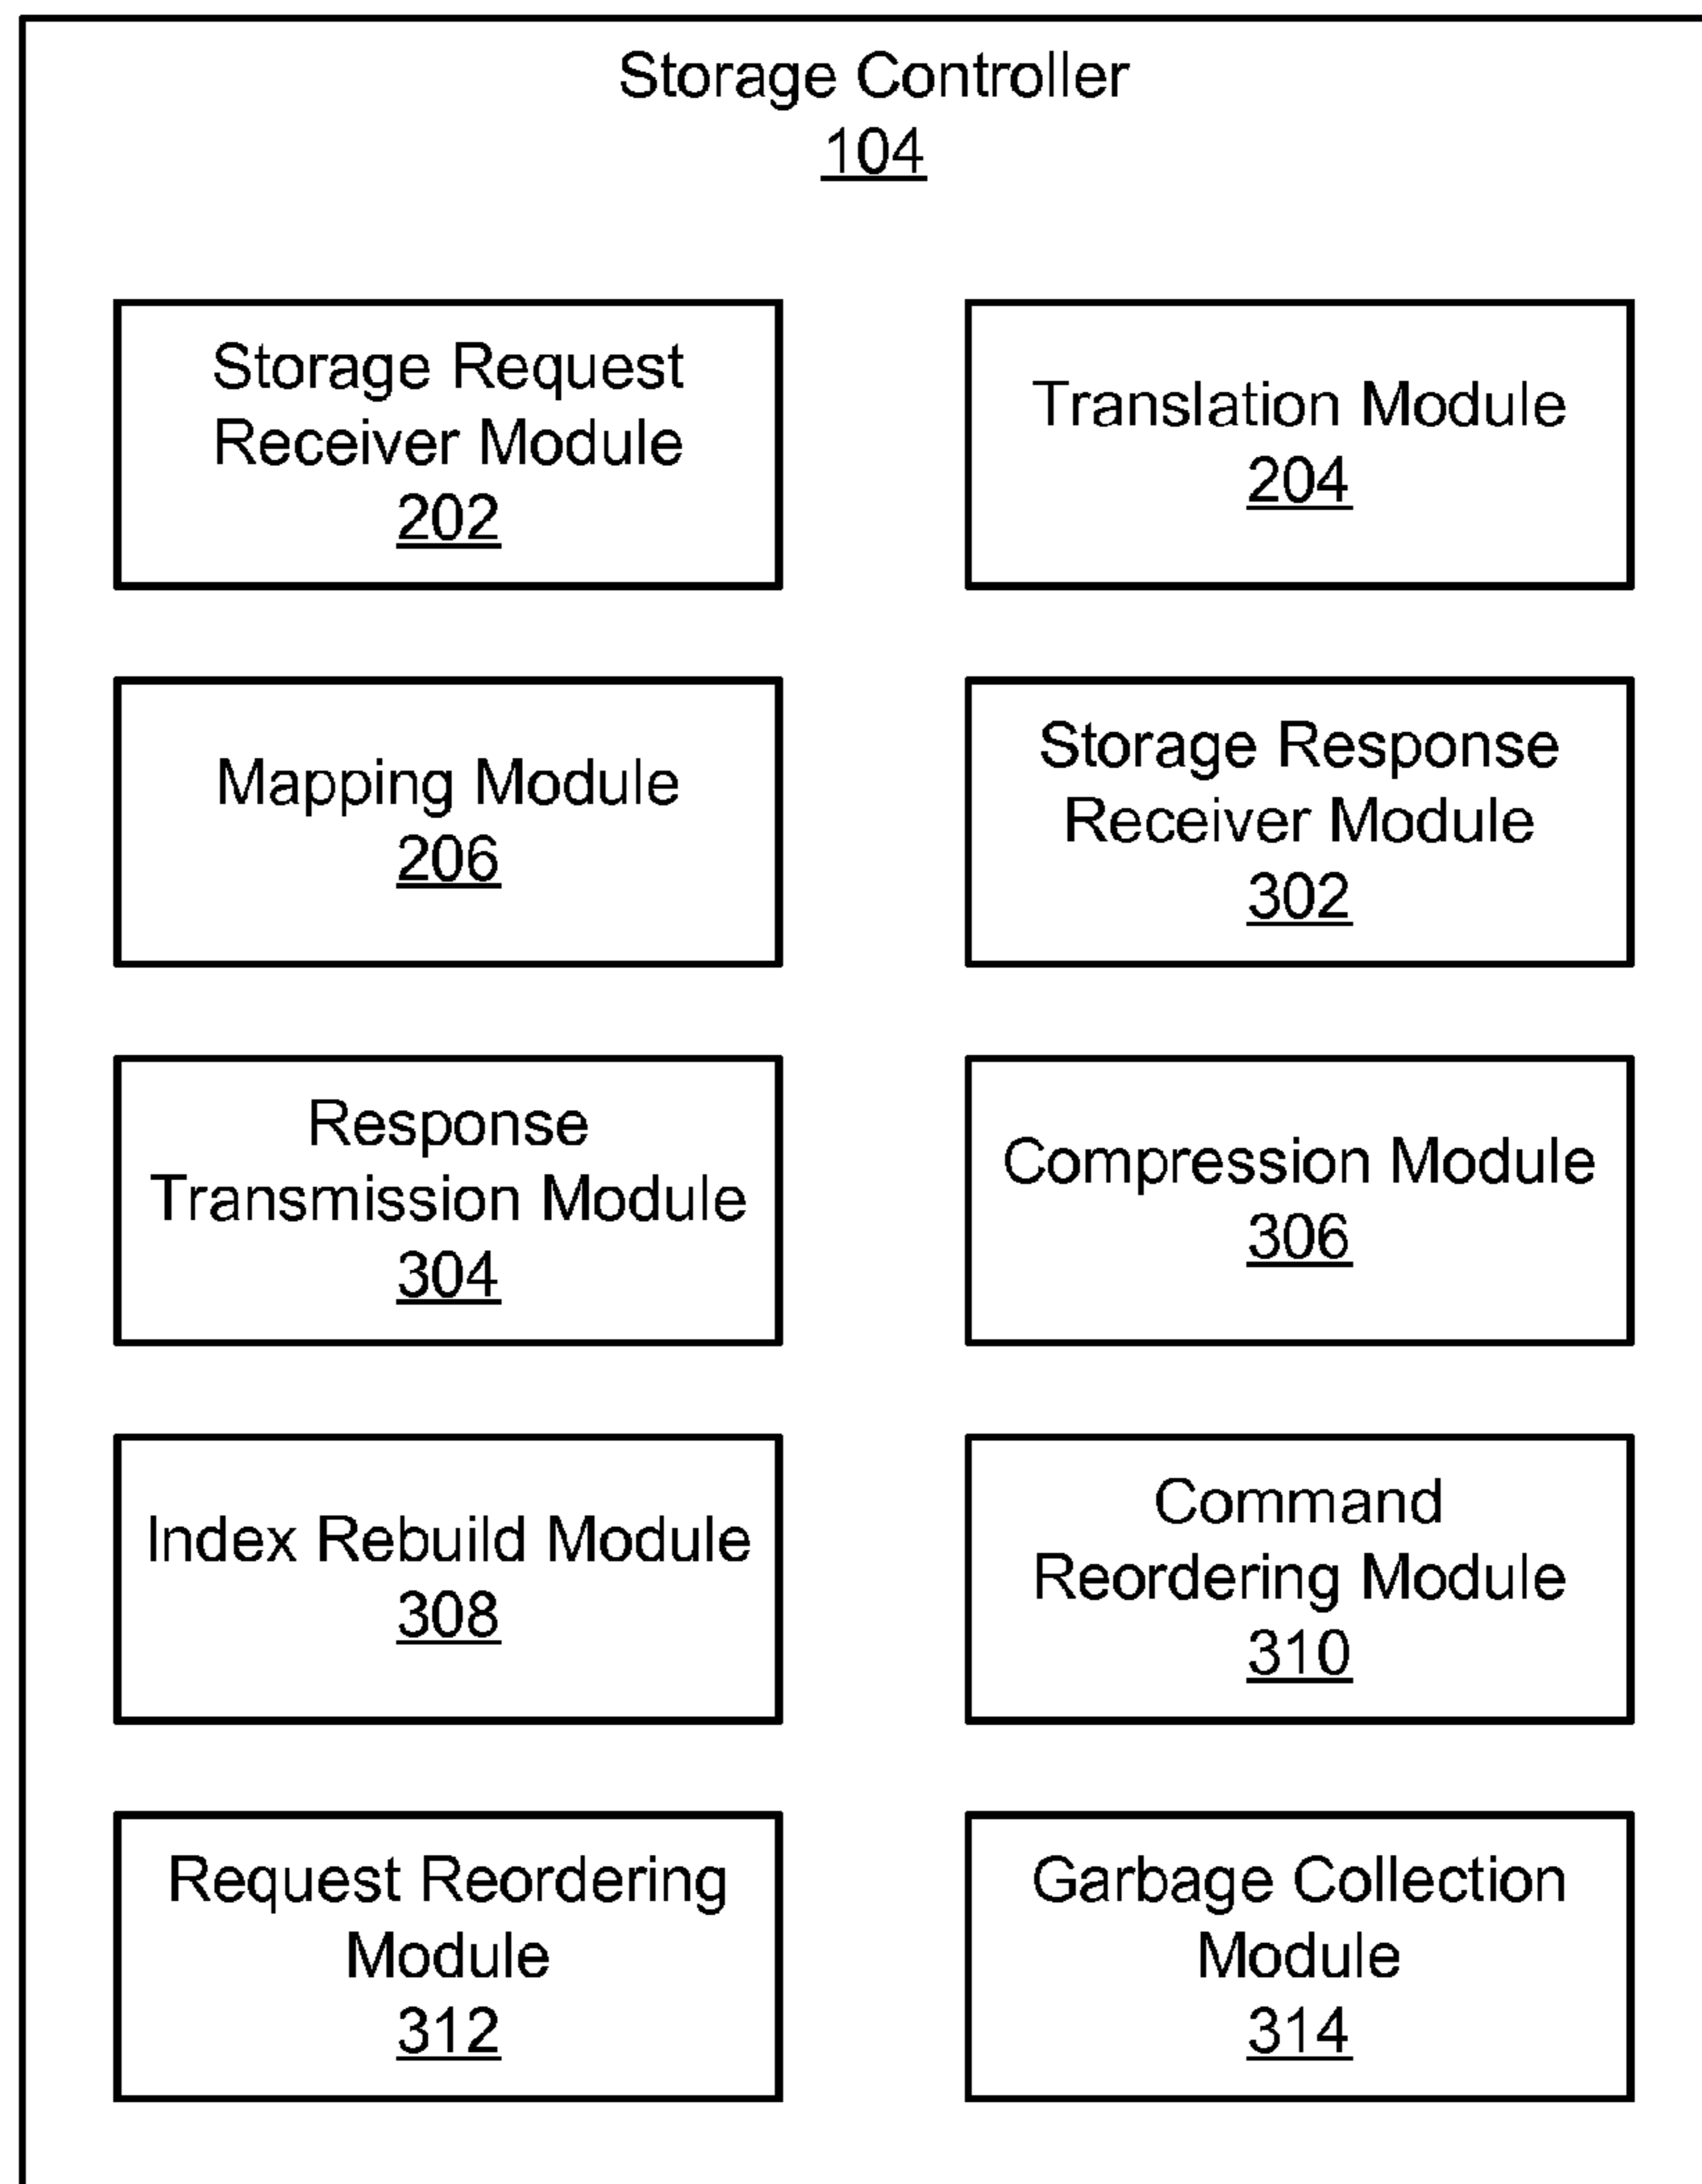 Storage Controller
104
Storage Request
Receiver Module
202
Translation Module
204
Mapping Module
206
Storage Response
Receiver Module
302
Response
Transmission Module
304
Compression Module
306
Index Rebuild Module
308
Command
Reordering Module
310
Request Reordering
Module
312
Garbage Collection
Module
314